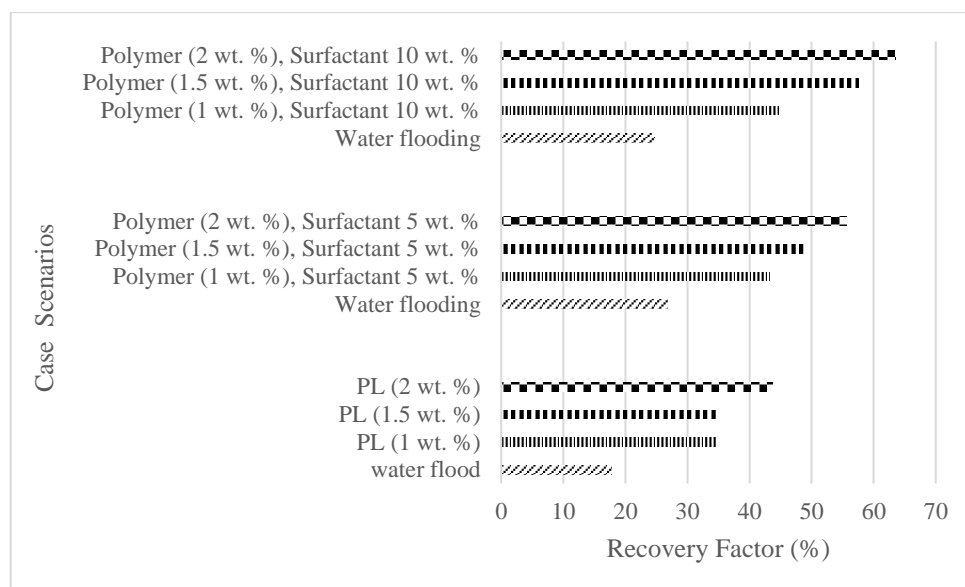 Polymer (2 wt. %), Surfactant 10 wt. %
Polymer (1.5 wt. %), Surfactant 10 wt. %
Polymer (1 wt. %), Surfactant 10 wt. %
Water flooding
Polymer (2 wt. %), Surfactant 5 wt. %
Polymer (1.5 wt. %), Surfactant 5 wt. %
Polymer (1 wt. %), Surfactant 5 wt. %
Water flooding
PL (2 wt. %)
PL (1.5 wt. %)
PL (1 wt. %)
water flood
Case Scenarios
0 10 20 30 40 50 60 70
Recovery Factor (%)